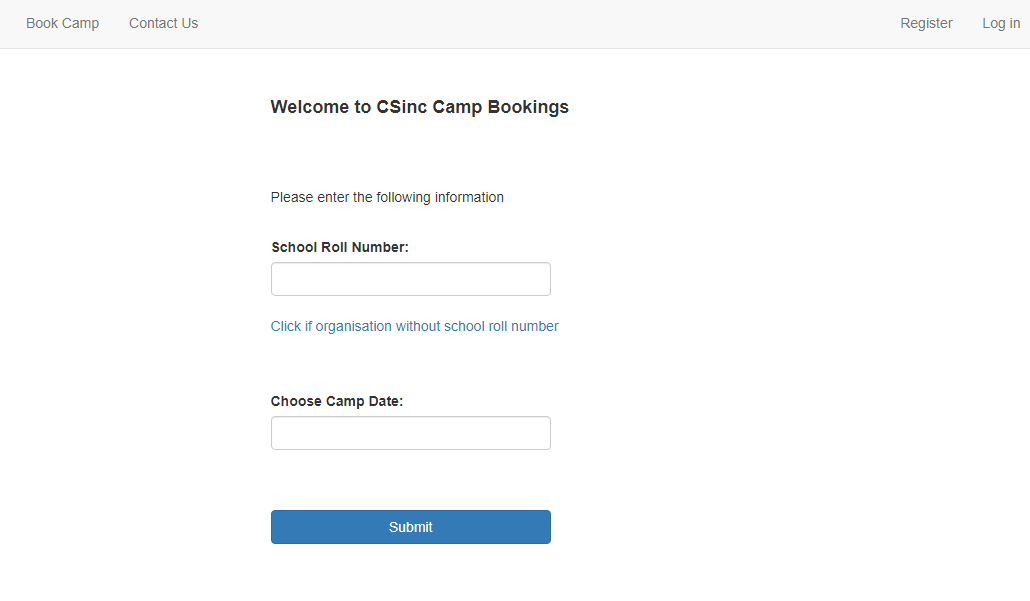 Book Camp Contact Us Register Log in
Welcome to CSinc Camp Bookings
Please enter the following information
School Roll Number:
Click if organisation without school roll number
Choose Camp Date:
Submit